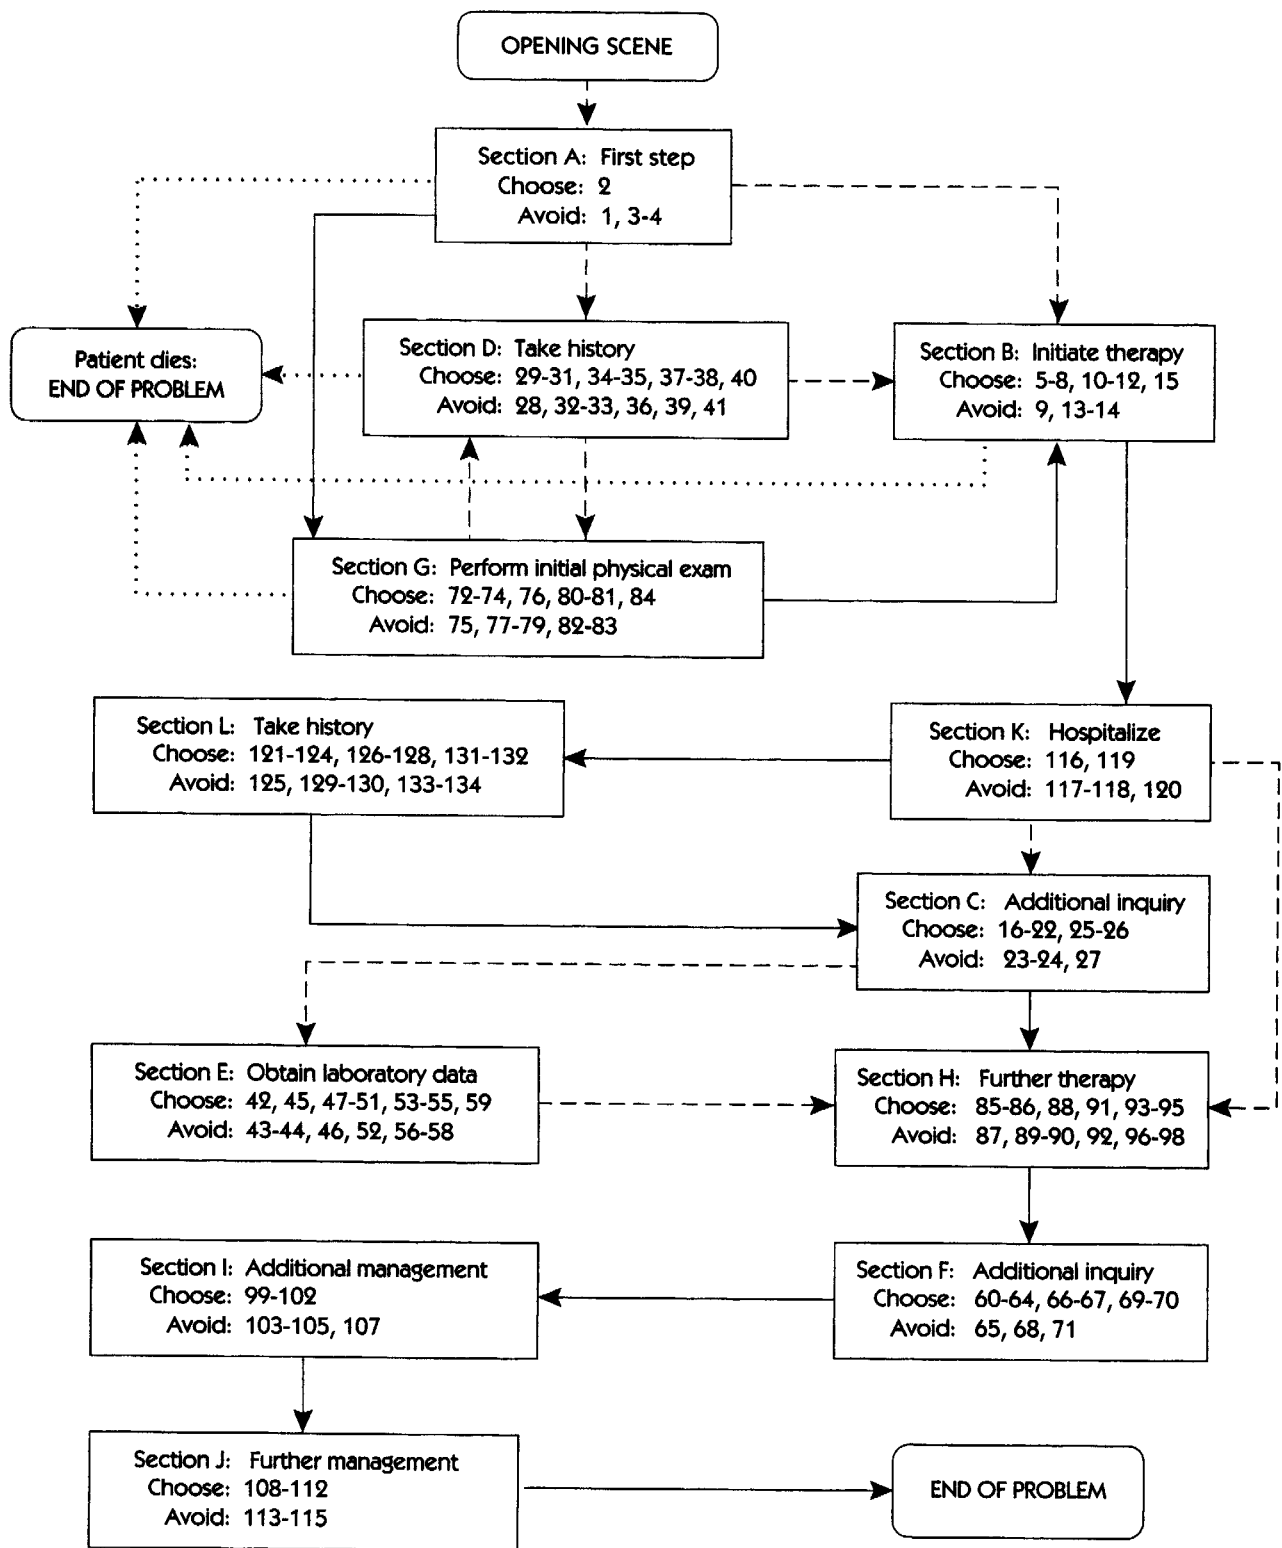 OPENING SCENE
Section A: First step
Choose: 2
Avoid: 1, 3-4
Patient dies:
END OF PROBLEM
Section D: Take history
Choose: 29-31, 34-35, 37-38, 40
Avoid: 28, 32-33, 36, 39, 41
Section B: Initiate therapy
Choose: 5-8, 10-12, 15
Avoid: 9, 13-14
Section G: Perform initial physical exam
Choose: 72-74, 76, 80-81, 84
Avoid: 75, 77-79, 82-83
Section L: Take history
Choose: 121-124, 126-128, 131-132
Avoid: 125, 129-130, 133-134
Section K: Hospitalize
Choose: 116, 119
Avoid: 117-118, 120
Section C: Additional inquiry
Choose: 16-22, 25-26
Avoid: 23-24, 27
Section E: Obtain laboratory data
Choose: 42, 45, 47-51, 53-55, 59
Avoid: 43-44, 46, 52, 56-58
Section H: Further therapy
Choose: 85-86, 88, 91, 93-95
Avoid: 87, 89-90, 92, 96-98
Section I: Additional management
Choose: 99-102
Avoid: 103-105, 107
Section F: Additional inquiry
Choose: 60-64, 66-67, 69-70
Avoid: 65, 68, 71
Section J: Further management
Choose: 108-112
Avoid: 113-115
END OF PROBLEM